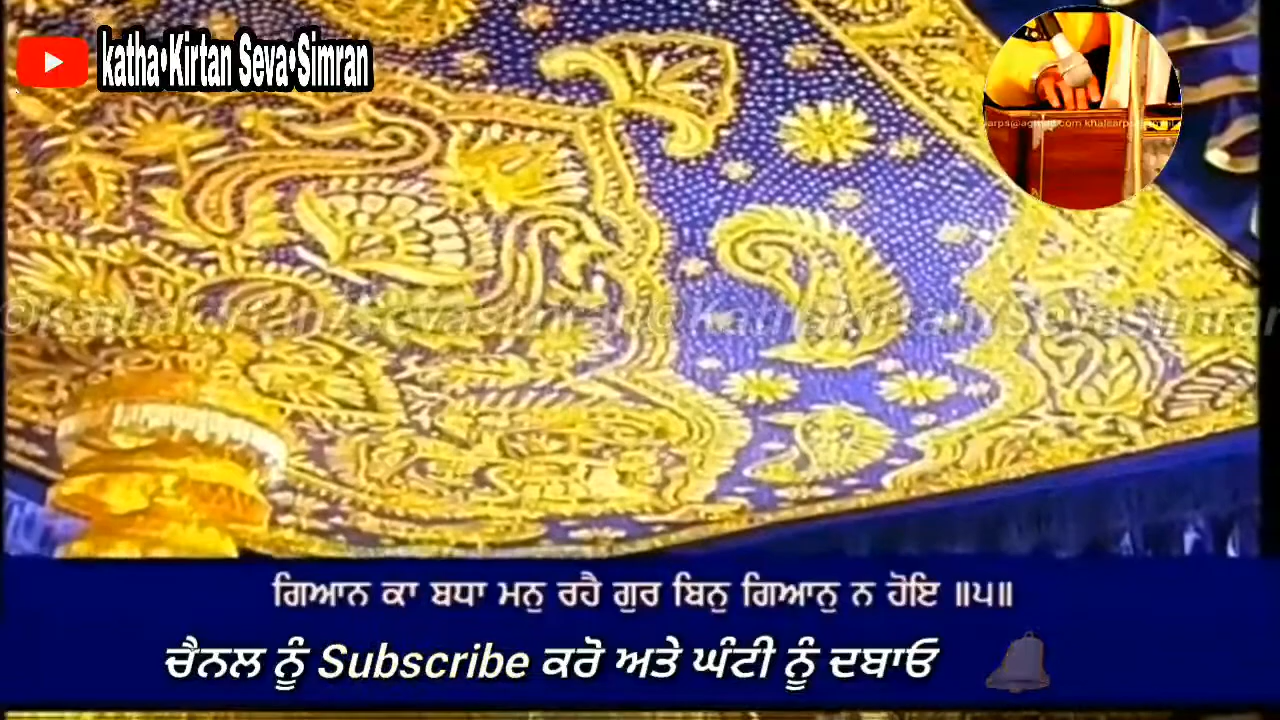 katha•Kirtan Seva•Simran
ਗਿਆਨ ਕਾ ਬਧਾ ਮਨੁ ਰਹੈ ਗੁਰ ਬਿਨੁ ਗਿਆਨੁ ਨ ਹੋਇ ॥੫॥
ਚੈਨਲ ਨੂੰ Subscribe ਕਰੋ ਅਤੇ ਘੰਟੀ ਨੂੰ ਦਬਾਓ